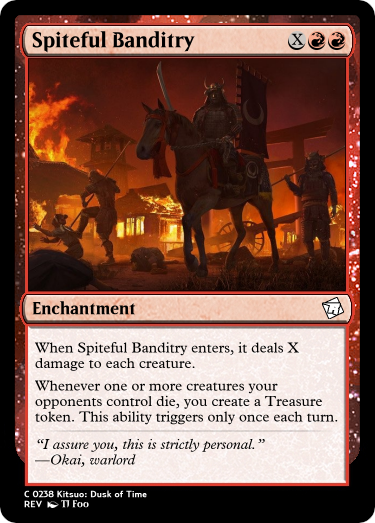 Spiteful Banditry X
Enchantment
When Spiteful Banditry enters, it deals X
damage to each creature.
Whenever one or more creatures your
opponents control die, you create a Treasure
token. This ability triggers only once each turn.
“I assure you, this is strictly personal.”
—Okai, warlord
C 0238 Kitsuo: Dusk of Time
REV TJ Foo